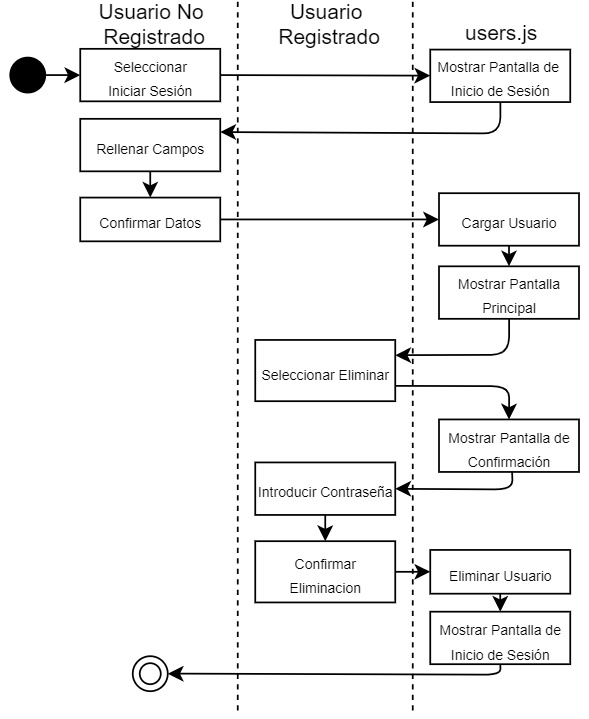 Usuario No
Registrado
Usuario
Registrado
users.js
Seleccionar
Iniciar Sesión
Mostrar Pantalla de
Inicio de Sesión
Rellenar Campos
Confirmar Datos
Cargar Usuario
Mostrar Pantalla
Principal
Seleccionar Eliminar
Mostrar Pantalla de
Confirmación
Introducir Contraseña
Confirmar
Eliminacion
Eliminar Usuario
Mostrar Pantalla de
Inicio de Sesión